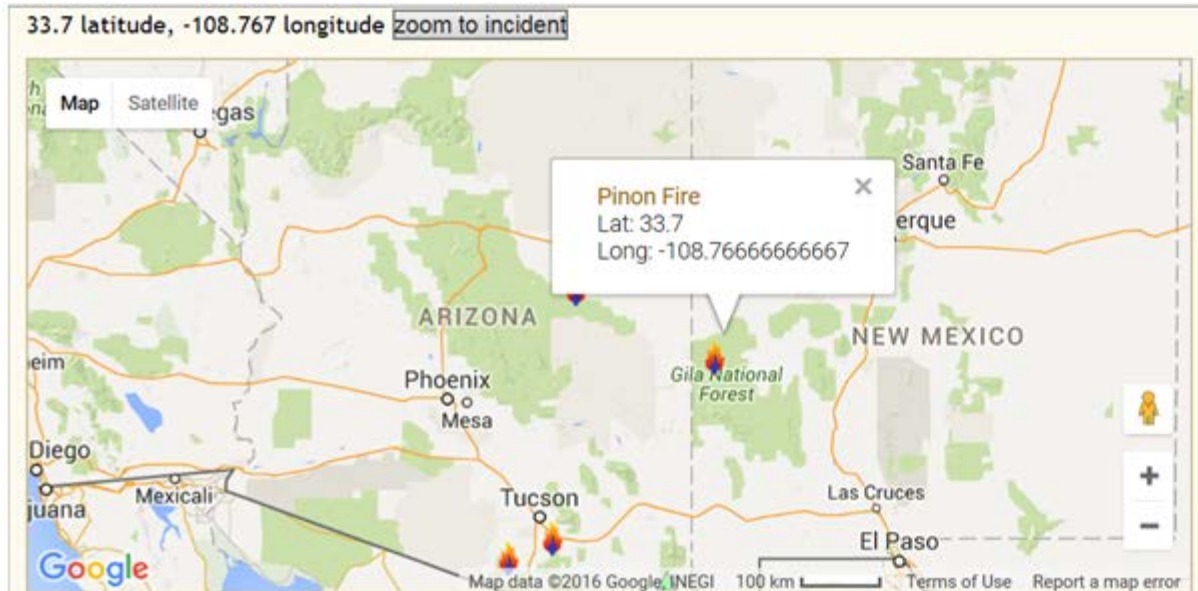 33.7 latitude, -108.767 longitude zoom to incident
Map Satellite
egas
Santa Fe
Pinon Fire
Lat: 33.7
Long: -108.76666666667
erque
ARIZONA
NEW MEXICO
eim
Phoenix
Mesa
Gila National
Forest
Diego
Mexicali
juana
Tucson
Las Cruces
El Paso
Google
Map data ©2016 Google, INEGI 100 km Terms of Use Report a map error